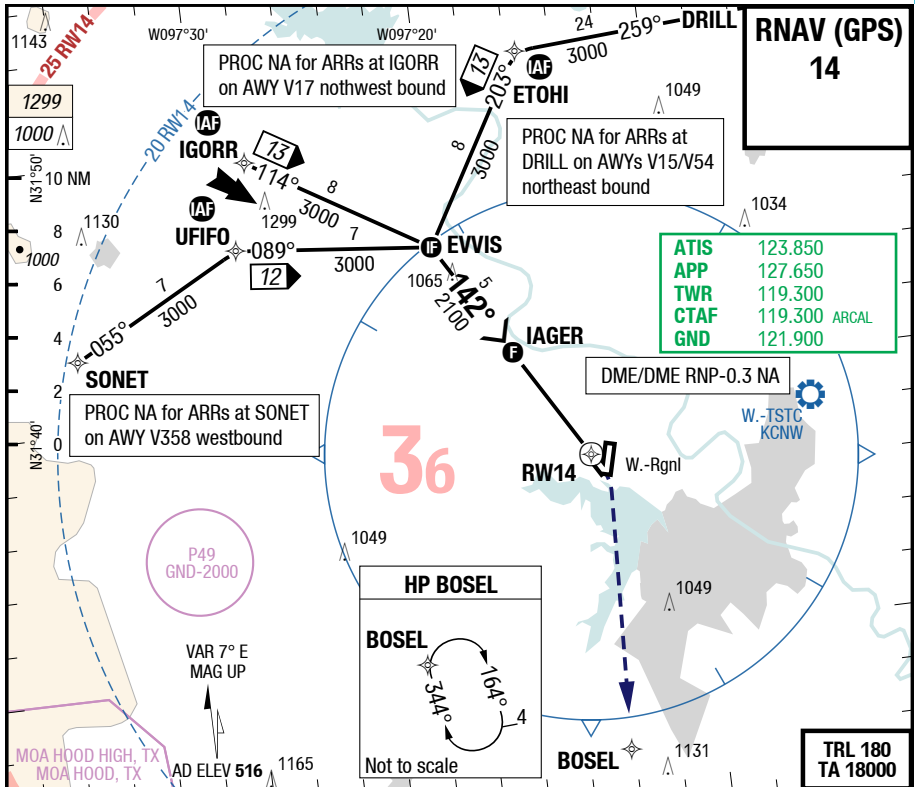 RNAV (GPS)
14
1143
25 RW14
W097°30'
W097°20'
24
3000
259°
DRILL
PROC NA for ARRs at IGORR
on AWY V17 nothwest bound
13
203°
IAF
ETOHI
1049
1299
1000
20 RW14
IAF
IGORR
13
114°
8
3000
8
3000
PROC NA for ARRs at
DRILL on AWYs V15/V54
northeast bound
N31°50'
10 NM
1299
IAF
UFIFO
089°
12
7
3000
IF
EVVIS
1034
8
1130
1000
6
7
3000
055°
1065
5
142°
2100
ATIS 123.850
APP 127.650
TWR 119.300
CTAF 119.300 ARCAL
GND 121.900
4
IAGER
F
SONET
DME/DME RNP-0.3 NA
2
PROC NA for ARRs at SONET
on AWY V358 westbound
W.-TSTC
KCNW
N31°40'
0
36
RW14
W.-Rgnl
P49
GND-2000
1049
1049
HP BOSEL
BOSEL
344°
164°
4
Not to scale
VAR 7° E
MAG UP
MOA HOOD HIGH, TX
MOA HOOD, TX
AD ELEV 516
1165
BOSEL
1131
TRL 180
TA 18000